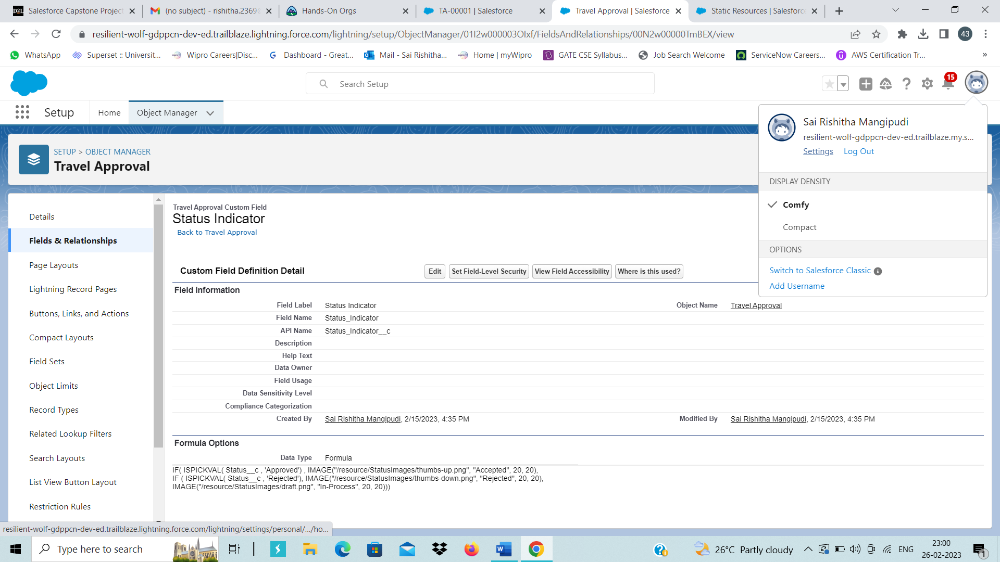 Salesforce Capstone Project
(no subject) - rishitha.2369@
Hands-On Orgs
TA-00001 | Salesforce
Travel Approval | Salesforce
Static Resources | Salesforce
resilient-wolf-gdppcn-dev-ed.trailblaze.lightning.force.com/lightning/setup/ObjectManager/01I2w000003OIxf/FieldsAndRelationships/00N2w00000TmBEX/view
43
WhatsApp
Superset :: Universit...
Wipro Careers|Disc...
Dashboard - Great...
Mail - Sai Rishitha...
Home | myWipro
GATE CSE Syllabus...
Job Search Welcome
ServiceNow Careers...
AWS Certification Tr...
»
Search Setup
15
Setup
Home
Object Manager
Sai Rishitha Mangipudi
resilient-wolf-gdppcn-dev-ed.trailblaze.my.s...
Settings
Log Out
DISPLAY DENSITY
Comfy
Compact
OPTIONS
Switch to Salesforce Classic
Add Username
SETUP > OBJECT MANAGER
Travel Approval
Details
Fields & Relationships
Page Layouts
Lightning Record Pages
Buttons, Links, and Actions
Compact Layouts
Field Sets
Object Limits
Record Types
Related Lookup Filters
Search Layouts
List View Button Layout
Restriction Rules
Travel Approval Custom Field
Status Indicator
Back to Travel Approval
Custom Field Definition Detail
Edit
Set Field-Level Security
View Field Accessibility
Where is this used?
Field Information
Field Label Status Indicator
Object Name Travel Approval
Field Name Status_Indicator
API Name Status_Indicator__c
Description
Help Text
Data Owner
Field Usage
Data Sensitivity Level
Compliance Categorization
Created By Sai Rishitha Mangipudi, 2/15/2023, 4:35 PM
Modified By Sai Rishitha Mangipudi, 2/15/2023, 4:35 PM
Formula Options
Data Type Formula
IF( ISPICKVAL( Status__c , 'Approved') , IMAGE("/resource/StatusImages/thumbs-up.png", "Accepted", 20, 20),
IF ( ISPICKVAL( Status__c , 'Rejected'), IMAGE("/resource/StatusImages/thumbs-down.png", "Rejected", 20, 20),
IMAGE("/resource/StatusImages/draft.png", "In-Process", 20, 20)))
resilient-wolf-gdppcn-dev-ed.trailblaze.lightning.force.com/lightning/settings/personal/.../ho...
Type here to search
26°C Partly cloudy
ENG
23:00
26-02-2023
1